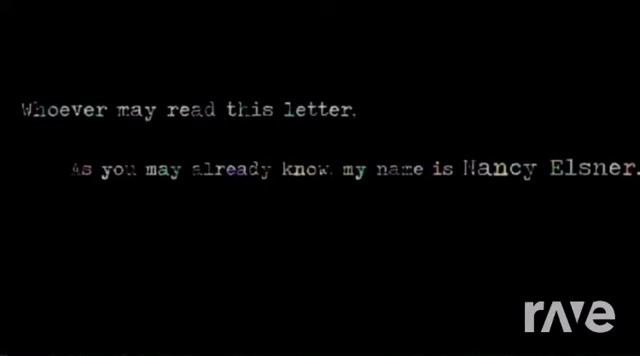 Whoever may read this letter.
As you may already know. my name is Nancy Elsner.
rave